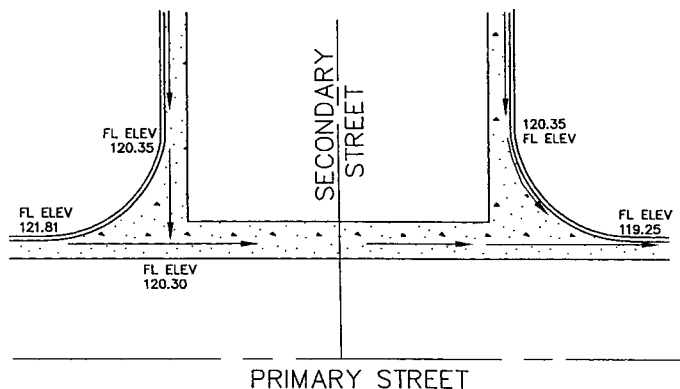 FL ELEV
120.35
SECONDARY
STREET
120.35
FL ELEV
FL ELEV
121.81
FL ELEV
119.25
FL ELEV
120.30
PRIMARY STREET